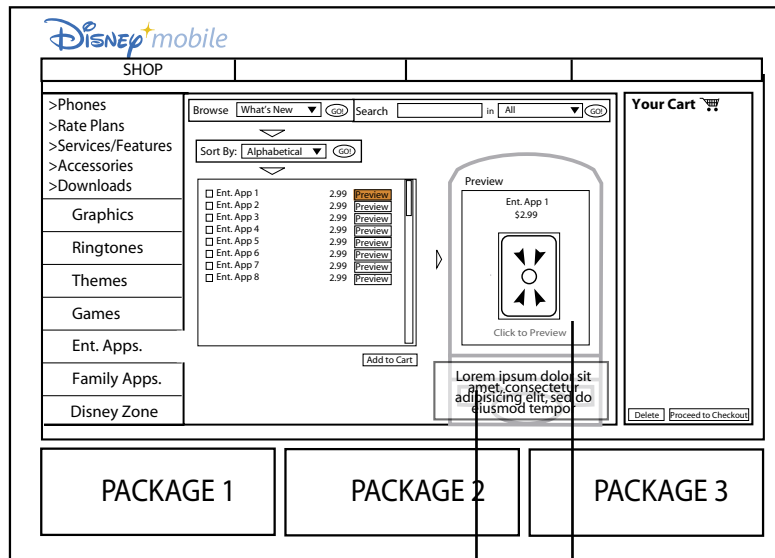 Disney mobile
SHOP
>Phones
>Rate Plans
>Services/Features
>Accessories
>Downloads
Graphics
Ringtones
Themes
Games
Ent. Apps.
Family Apps.
Disney Zone
Browse What's New GO! Search in All GO!
Sort By: Alphabetical GO!
Ent. App 1 2.99 Preview
Ent. App 2 2.99 Preview
Ent. App 3 2.99 Preview
Ent. App 4 2.99 Preview
Ent. App 5 2.99 Preview
Ent. App 6 2.99 Preview
Ent. App 7 2.99 Preview
Ent. App 8 2.99 Preview
Add to Cart
Preview
Ent. App 1
$2.99
Click to Preview
Lorem ipsum dolor sit
amet, consectetur
adipisicing elit, sed do
eiusmod tempor
Your Cart
Delete Proceed to Checkout
PACKAGE 1 PACKAGE 2 PACKAGE 3